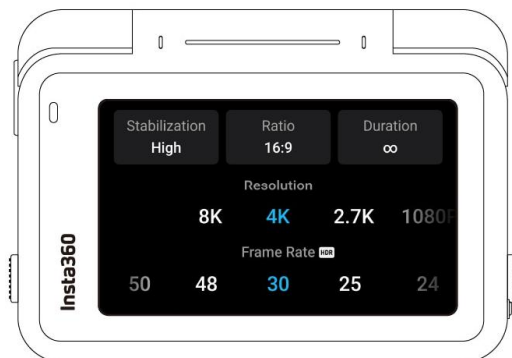 Stabilization Ratio Duration
High 16:9 ∞
Resolution
8K 4K 2.7K 1080P
Frame Rate HDR
50 48 30 25 24
Insta360